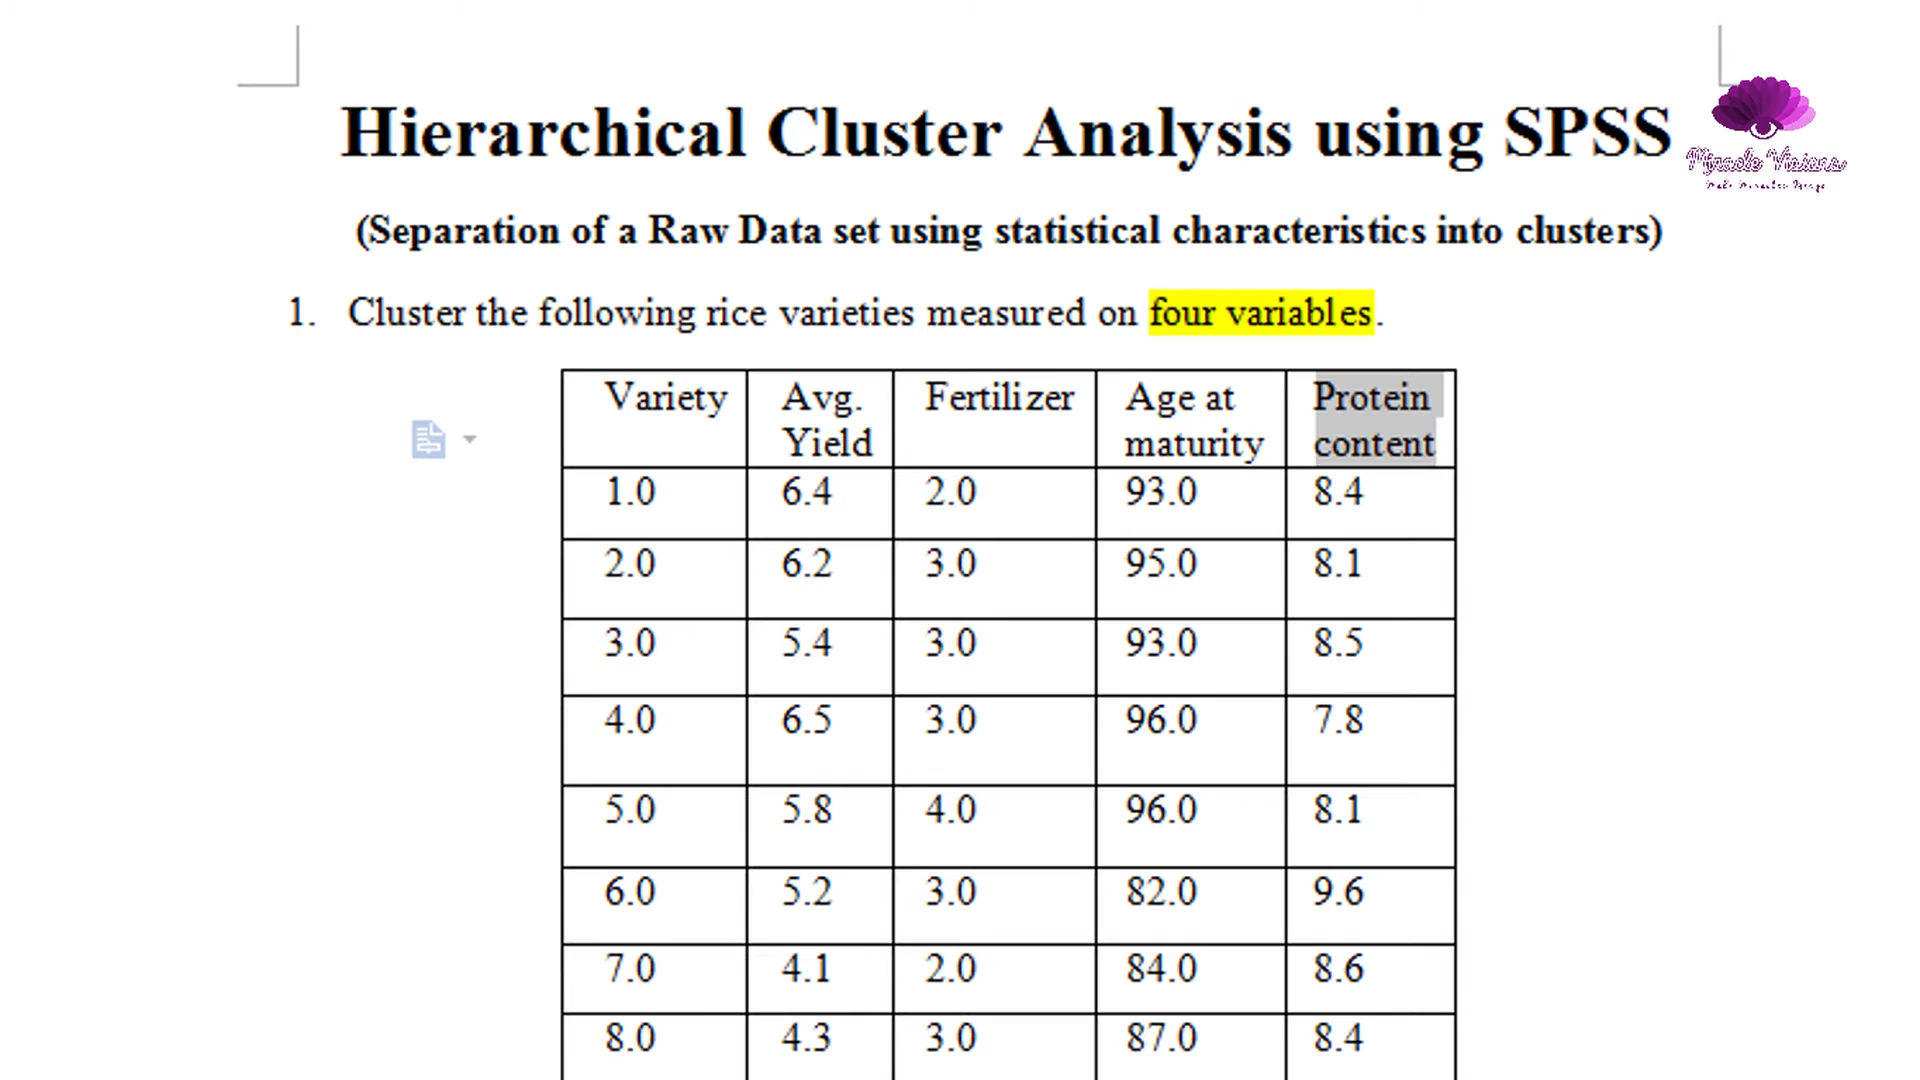 Hierarchical Cluster Analysis using SPSS
Miracle Visions
(Separation of a Raw Data set using statistical characteristics into clusters)
1. Cluster the following rice varieties measured on four variables.
Variety Avg. Yield Fertilizer Age at maturity Protein content
1.0 6.4 2.0 93.0 8.4
2.0 6.2 3.0 95.0 8.1
3.0 5.4 3.0 93.0 8.5
4.0 6.5 3.0 96.0 7.8
5.0 5.8 4.0 96.0 8.1
6.0 5.2 3.0 82.0 9.6
7.0 4.1 2.0 84.0 8.6
8.0 4.3 3.0 87.0 8.4